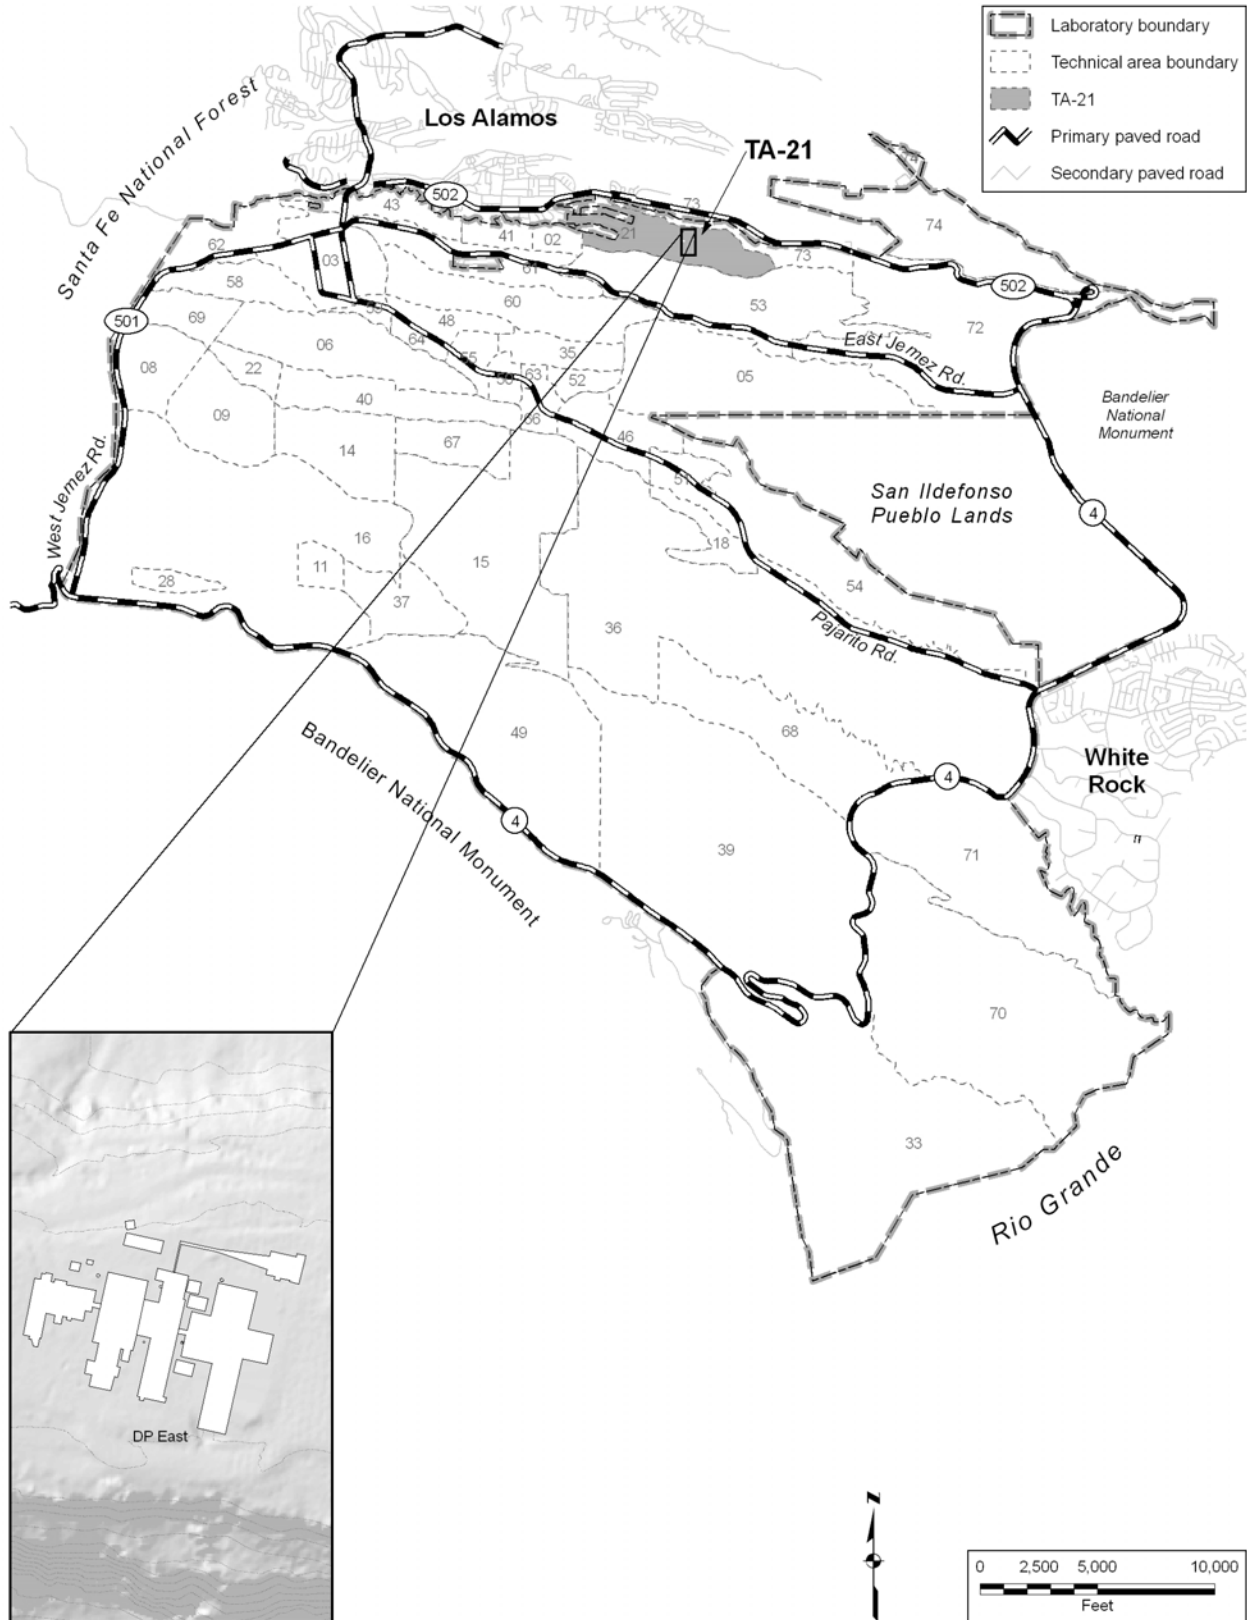 Laboratory boundary
Technical area boundary
TA-21
Primary paved road
Secondary paved road
Los Alamos
TA-21
Santa Fe National Forest
502
43
73
74
62
41
02
21
73
03
61
58
60
53
502
72
501
69
48
06
64
35
East Jemez Rd.
55
08
22
63
52
05
40
Bandelier
National
Monument
09
66
46
67
14
West Jemez Rd.
51
San Ildefonso
Pueblo Lands
4
16
18
15
11
28
54
37
36
Pajarito Rd.
49
68
Bandelier National Monument
White
Rock
4
4
39
71
70
33
Rio Grande
DP East
N
0 2,500 5,000 10,000
Feet